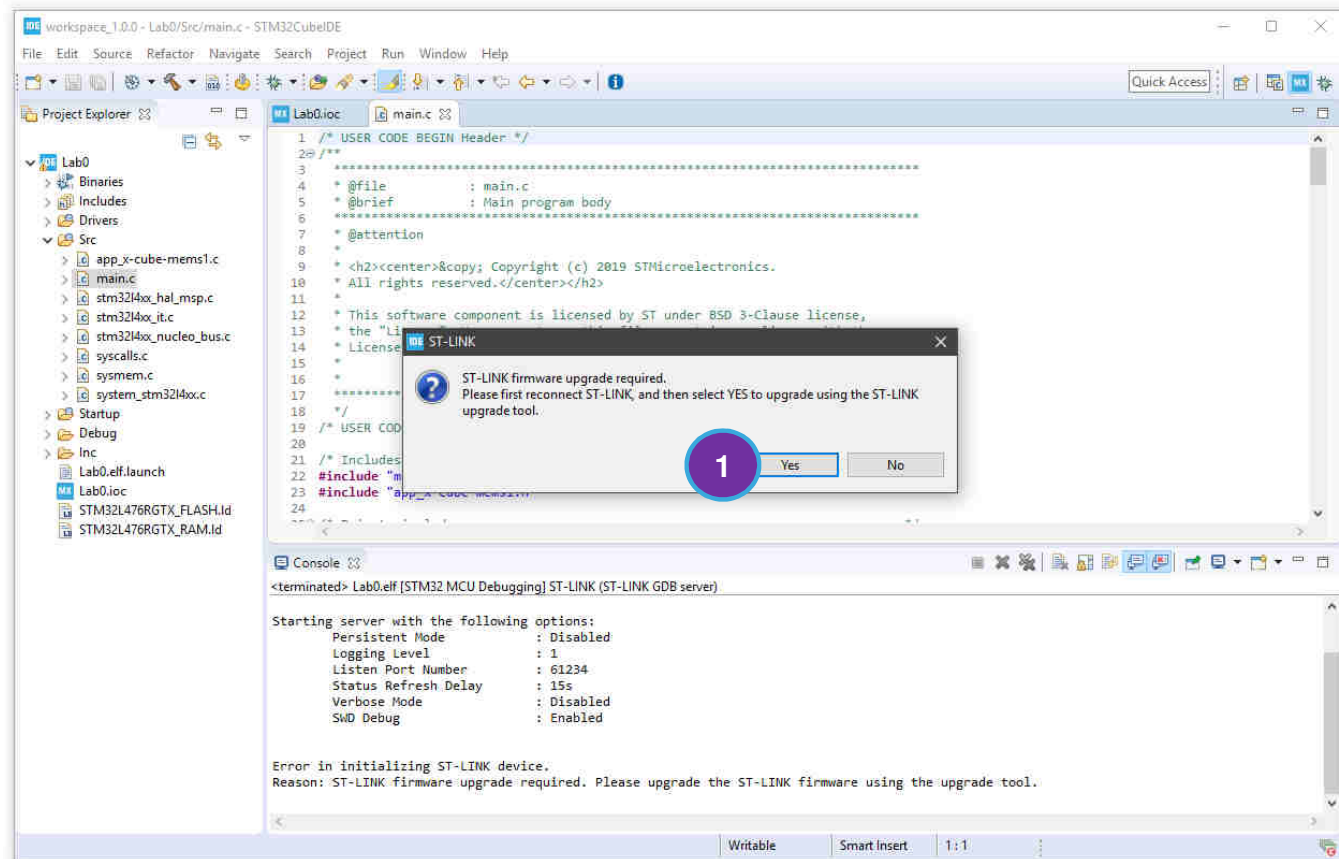 IDE workspace_1.0.0 - Lab0/Src/main.c - STM32CubeIDE
File Edit Source Refactor Navigate Search Project Run Window Help
Quick Access
MX
Project Explorer
MX Lab0.ioc
main.c
IDE Lab0
Binaries
Includes
Drivers
Src
app_x-cube-mems1.c
main.c
stm32l4xx_hal_msp.c
stm32l4xx_it.c
stm32l4xx_nucleo_bus.c
syscalls.c
sysmem.c
system_stm32l4xx.c
Startup
Debug
Inc
Lab0.elf.launch
MX Lab0.ioc
STM32L476RGTX_FLASH.ld
STM32L476RGTX_RAM.ld
1 /* USER CODE BEGIN Header */
2 /**
3 ******************************************************************************
4 * @file : main.c
5 * @brief : Main program body
6 ******************************************************************************
7 * @attention
8 *
9 * <h2><center>&copy; Copyright (c) 2019 STMicroelectronics.
10 * All rights reserved.</center></h2>
11 *
12 * This software component is licensed by ST under BSD 3-Clause license,
13 * the "Li
14 * License
15 *
16 *
17 *********
18 */
19 /* USER COD
20
21 /* Includes
22 #include "m
23 #include "app_x-cube-mems1.h"
24
IDE ST-LINK
ST-LINK firmware upgrade required.
Please first reconnect ST-LINK, and then select YES to upgrade using the ST-LINK
upgrade tool.
1
Yes
No
Console
<terminated> Lab0.elf [STM32 MCU Debugging] ST-LINK (ST-LINK GDB server)
Starting server with the following options:
Persistent Mode : Disabled
Logging Level : 1
Listen Port Number : 61234
Status Refresh Delay : 15s
Verbose Mode : Disabled
SWD Debug : Enabled
Error in initializing ST-LINK device.
Reason: ST-LINK firmware upgrade required. Please upgrade the ST-LINK firmware using the upgrade tool.
Writable
Smart Insert
1 : 1